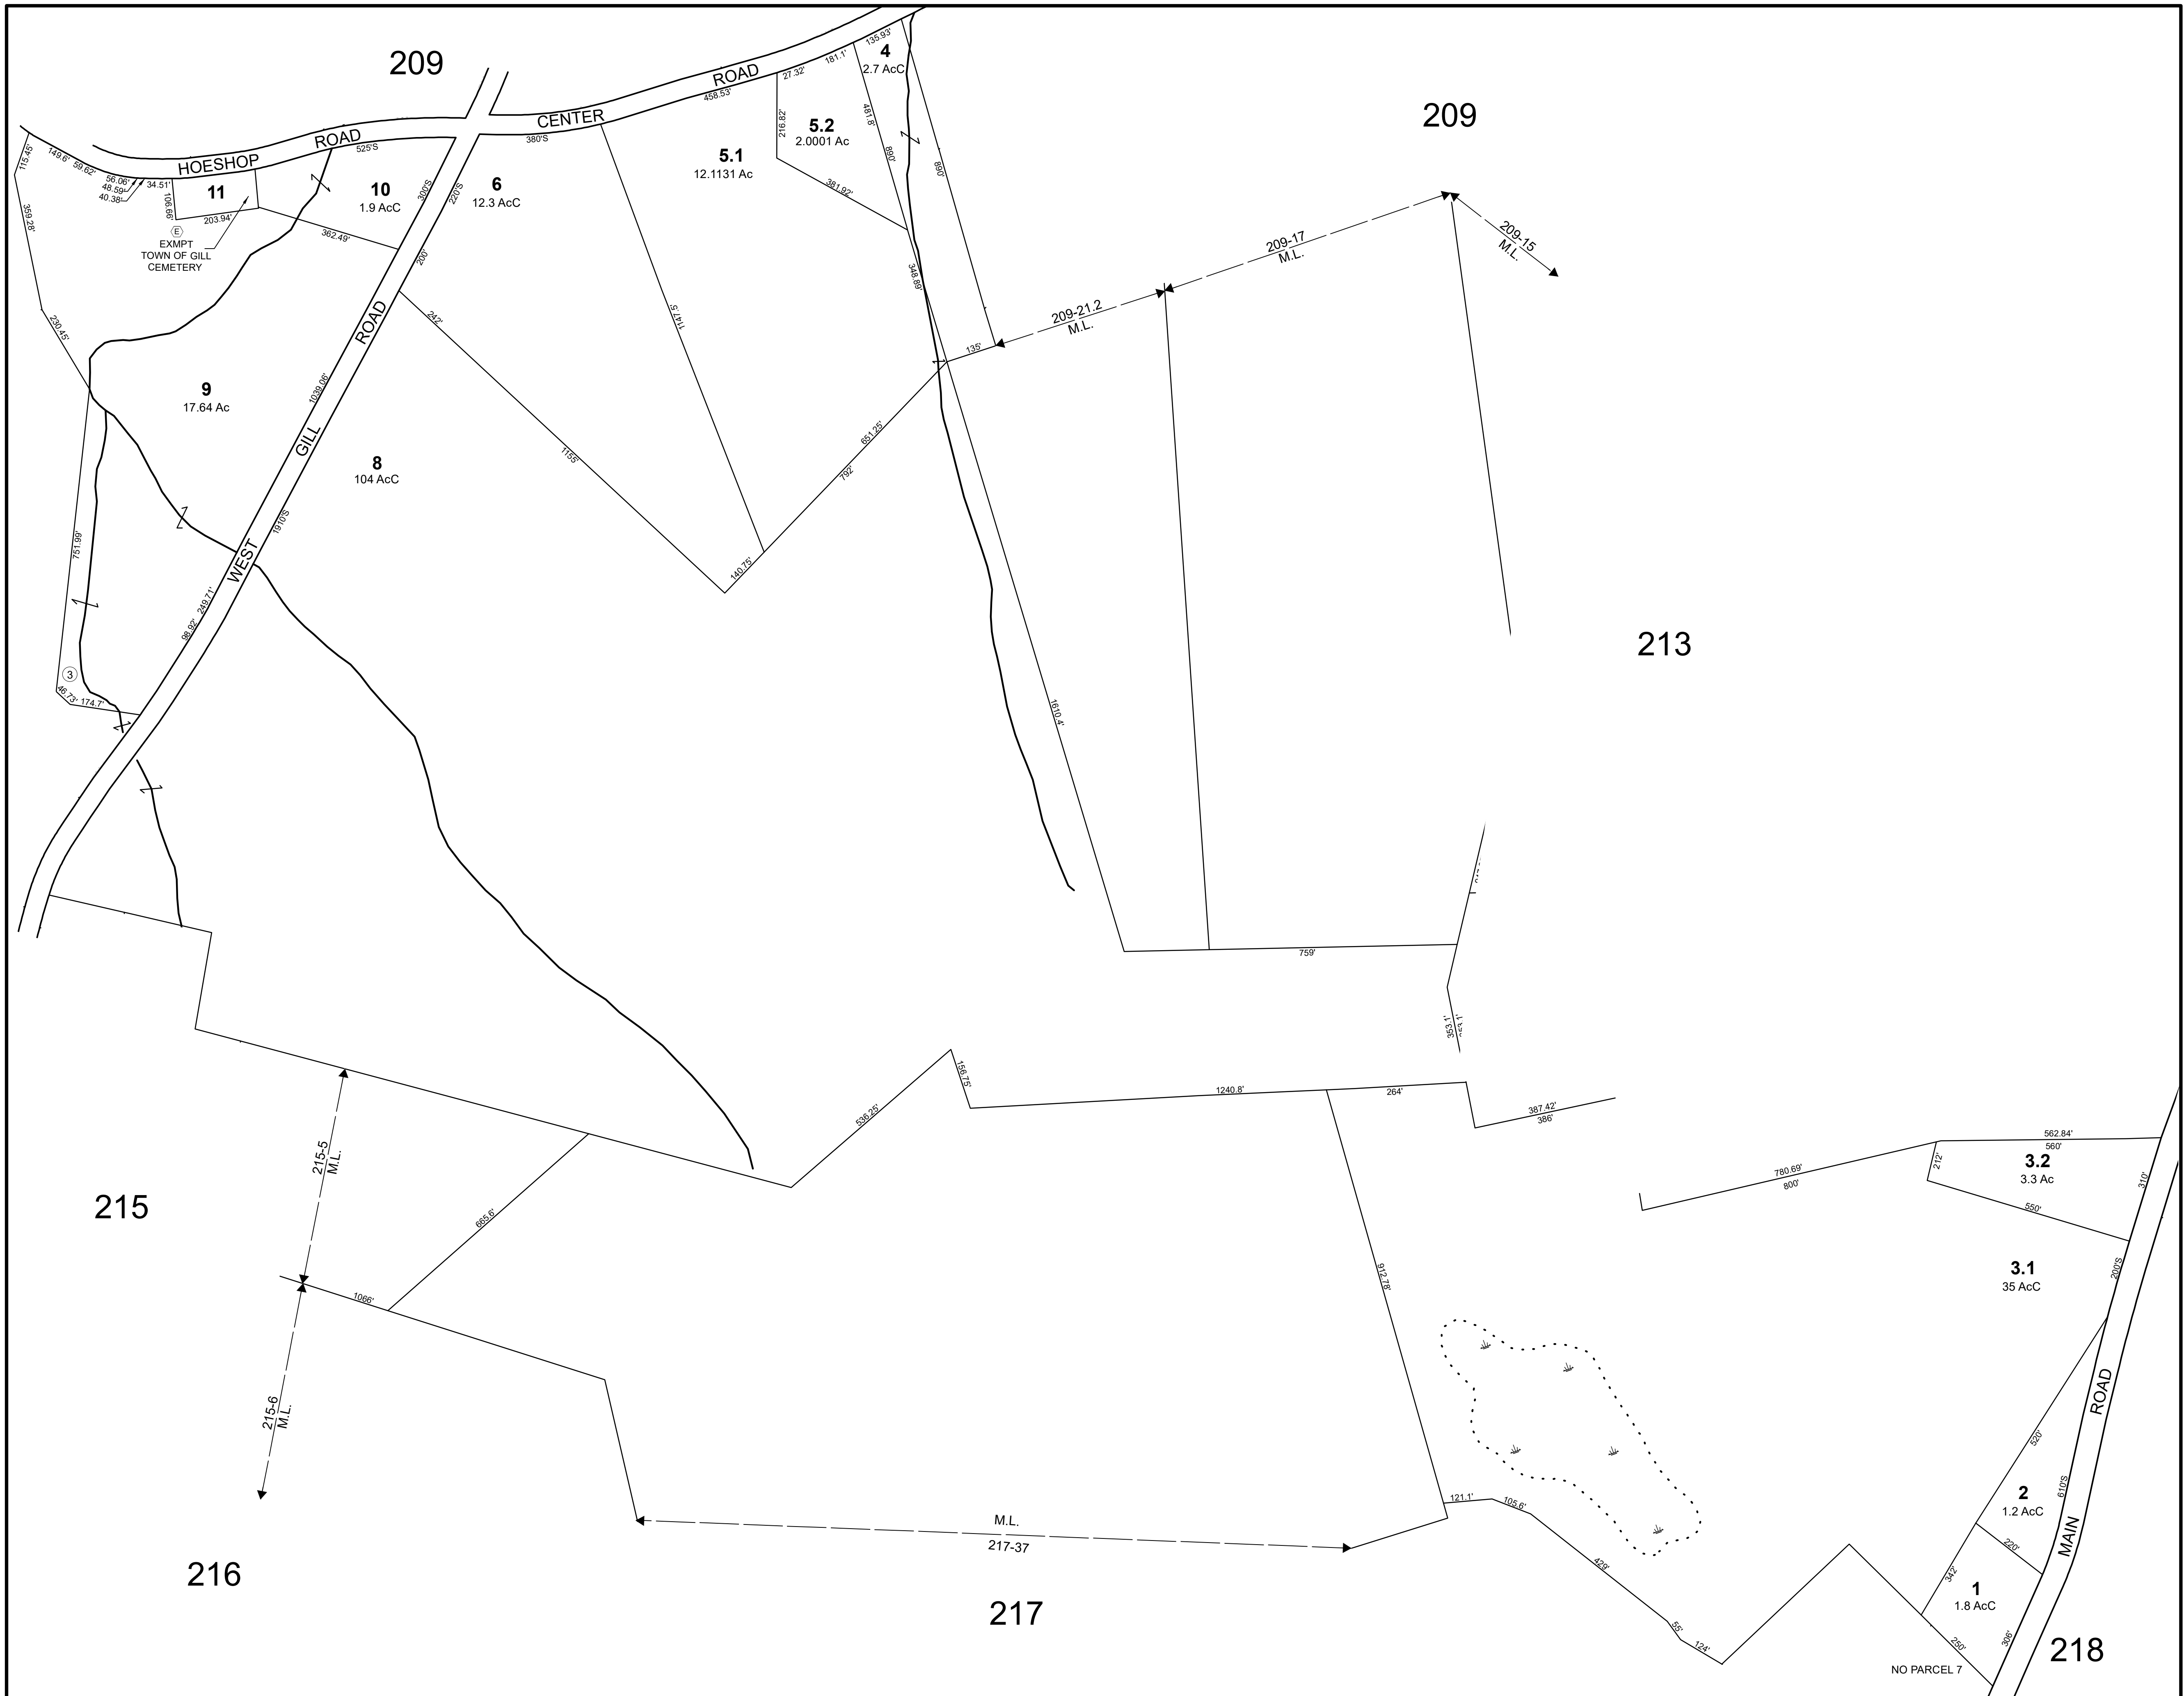 209
209
213
215
216
217
218
HOESHOP
ROAD
CENTER
ROAD
WEST
GILL
ROAD
MAIN
ROAD
135.93'
181.1'
27.32'
458.53'
380'S
525'S
4
2.7 AcC
481.8'
890'
890'
216.82'
5.2
2.0001 Ac
381.92'
5.1
12.1131 Ac
348.89'
6
12.3 AcC
300'S
220'S
10
1.9 AcC
362.49'
200'
11
34.51'
106.66'
203.94'
E
EXMPT
TOWN OF GILL
CEMETERY
115.45'
149.6'
59.62'
56.06'
48.59'
40.38'
359.28'
230.45'
9
17.64 Ac
1039.06'
8
104 AcC
242'
1155'
1147.5'
651.25'
792'
140.75'
135'
209-21.2
M.L.
209-17
M.L.
209-15
M.L.
1910'S
249.71'
98.92'
751.99'
3
46.73'
174.7'
1610.4'
759'
353.1'
156.75'
536.25'
1240.8'
264'
387.42'
386'
780.69'
800'
562.84'
560'
212'
3.2
3.3 Ac
310'
550'
3.1
35 AcC
200'S
215-5
M.L.
665.6'
1066'
215-6
M.L.
912.78'
121.1'
105.6'
429'
55'
124'
M.L.
217-37
520'
610'S
2
1.2 AcC
220'
342'
1
1.8 AcC
306'
250'
NO PARCEL 7